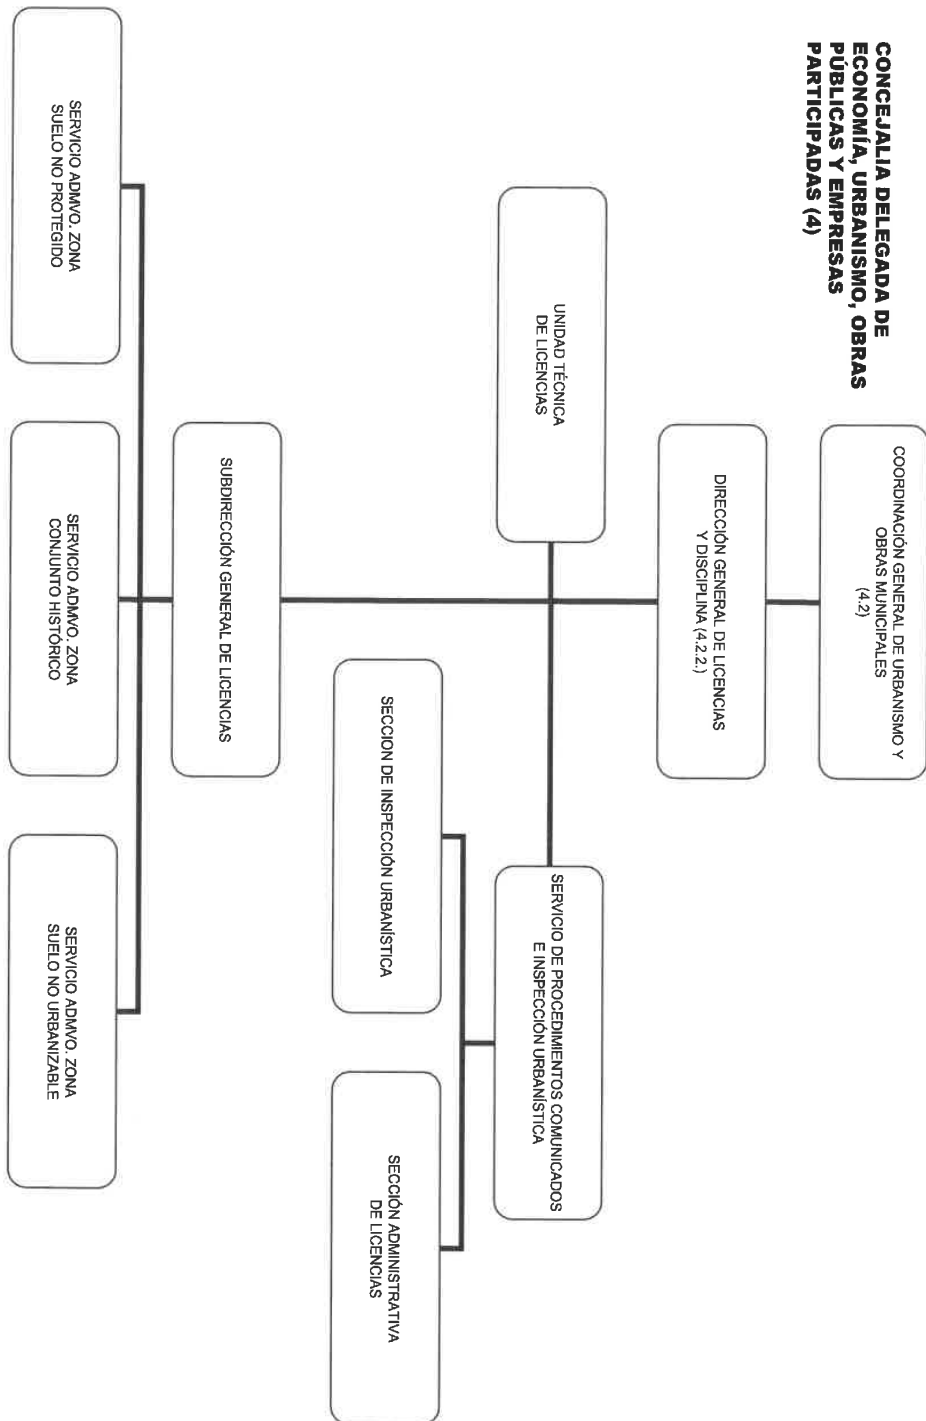 CONCEJALIA DELEGADA DE
ECONOMÍA, URBANISMO, OBRAS
PÚBLICAS Y EMPRESAS
PARTICIPADAS (4)
COORDINACIÓN GENERAL DE URBANISMO Y
OBRAS MUNICIPALES
(4.2)
DIRECCIÓN GENERAL DE LICENCIAS
Y DISCIPLINA (4.2.2.)
UNIDAD TÉCNICA
DE LICENCIAS
SERVICIO DE PROCEDIMIENTOS COMUNICADOS
E INSPECCIÓN URBANÍSTICA
SECCION DE INSPECCIÓN URBANÍSTICA
SECCIÓN ADMINISTRATIVA
DE LICENCIAS
SUBDIRECCIÓN GENERAL DE LICENCIAS
SERVICIO ADMVO. ZONA
SUELO NO PROTEGIDO
SERVICIO ADMVO. ZONA
CONJUNTO HISTÓRICO
SERVICIO ADMVO. ZONA
SUELO NO URBANIZABLE